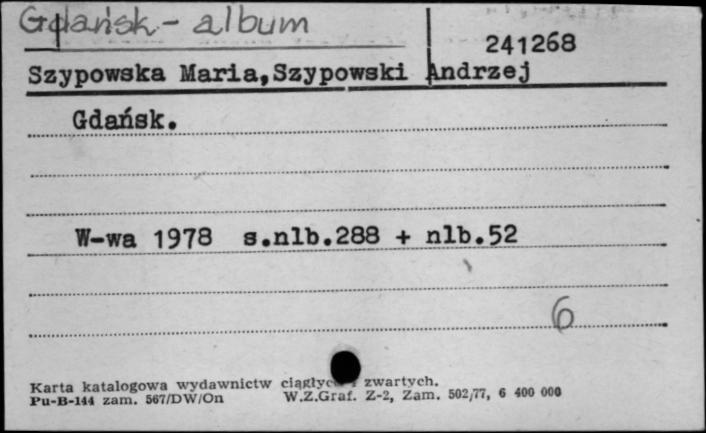 Gdańsk - album
241268
Szypowska Maria,Szypowski Andrzej
Gdańsk.
W-wa 1978 s.nlb.288 + nlb.52
6
Karta katalogowa wydawnictw ciągłych i zwartych.
Pu-B-144 zam. 567/DW/On W.Z.Graf. Z-2, Zam. 502/77, 6 400 000